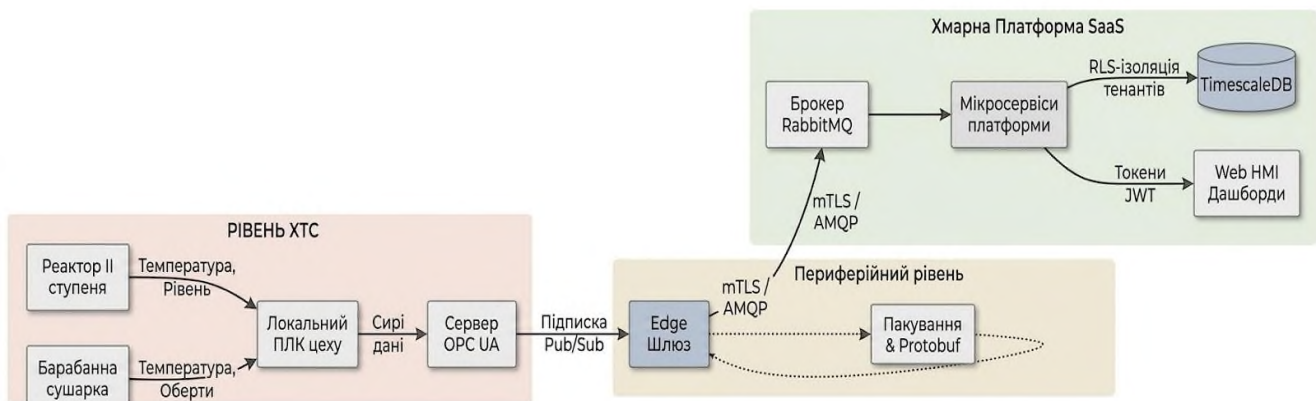 Хмарна Платформа SaaS
RLS-ізоляція
тенантів
TimescaleDB
Брокер
RabbitMQ
Мікросервіси
платформи
Токени
JWT
Web HMI
Дашборди
mTLS /
AMQP
РІВЕНЬ ХТС
Реактор II
ступеня
Температура,
Рівень
Локальний
ПЛК цеху
Сирі
дані
Сервер
OPC UA
Барабанна
сушарка
Температура,
Оберти
Підписка
Pub/Sub
Периферійний рівень
mTLS /
AMQP
Edge
Шлюз
Пакування
& Protobuf